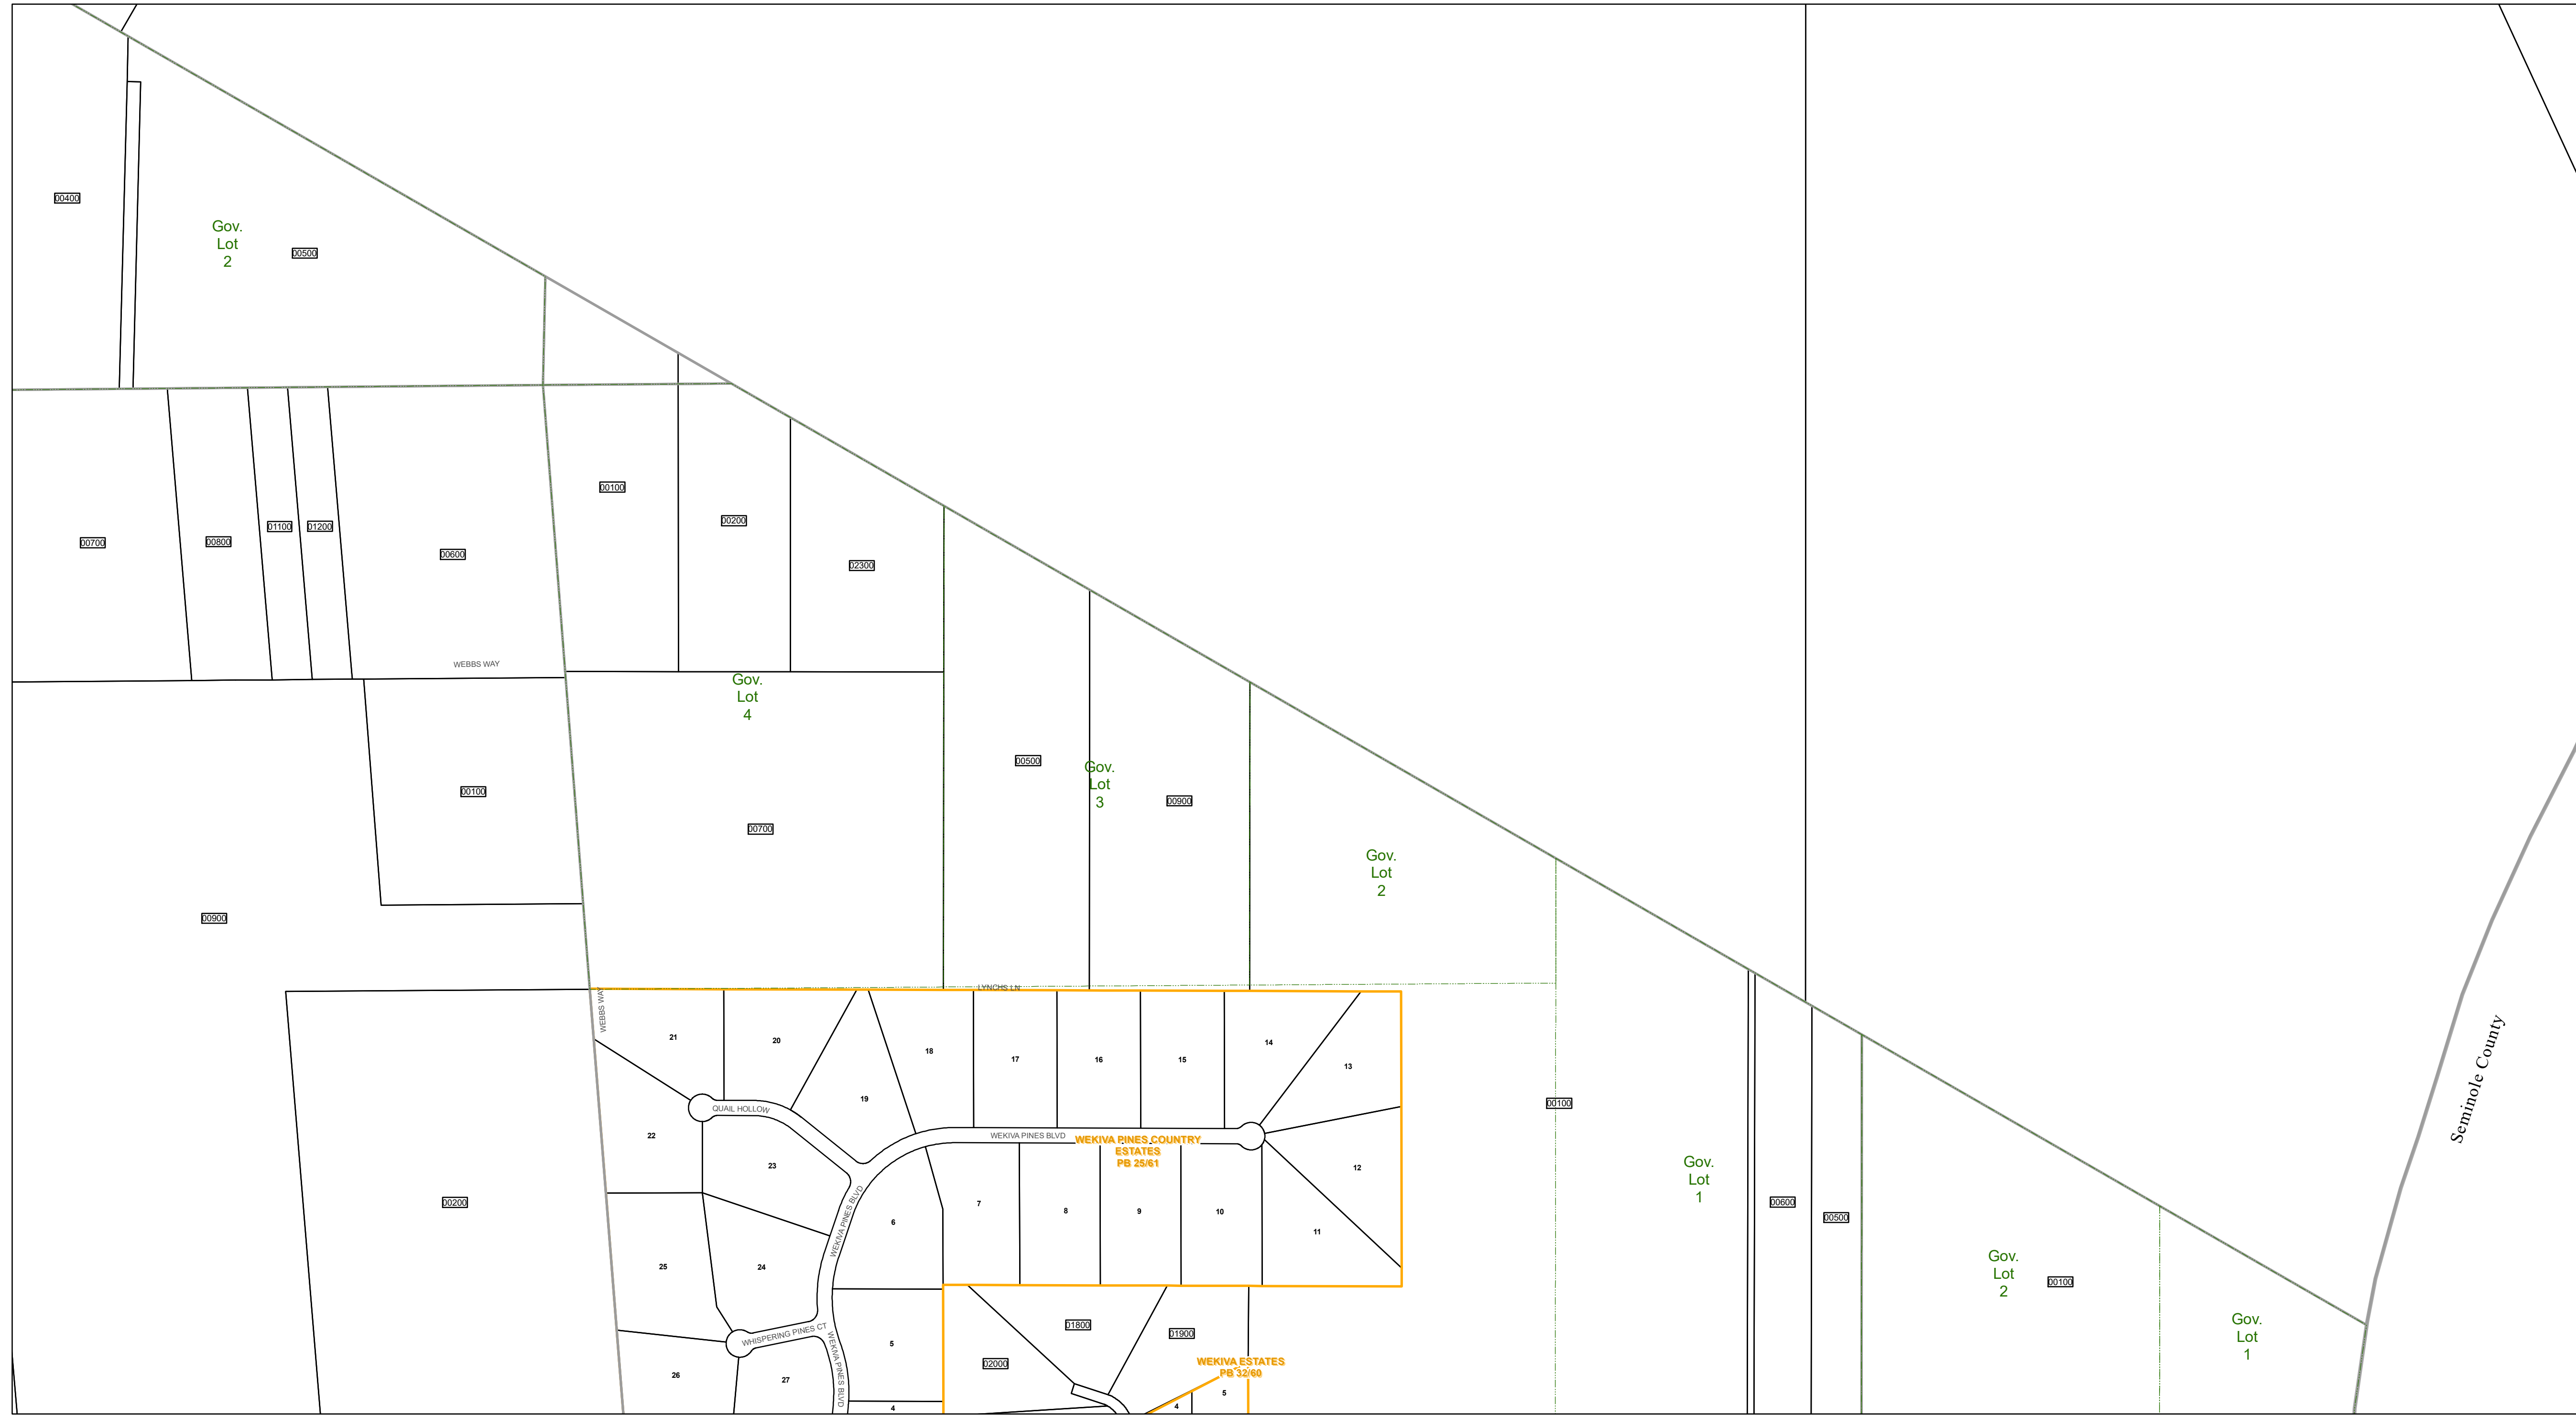 00400
Gov.
Lot
2
00500
00100
00200
02300
00700
00800
01100
01200
00600
WEBBS WAY
Gov.
Lot
4
00500
Gov.
Lot
3
00900
00100
00700
Gov.
Lot
2
00900
LYNCHS LN
WEBBS WAY
21
20
19
18
17
16
15
14
13
QUAIL HOLLOW
WEKIVA PINES BLVD
WEKIVA PINES COUNTRY
ESTATES
PB 25/61
00100
Seminole County
22
23
12
Gov.
Lot
1
00200
WEKIVA PINES BLVD
6
7
8
9
10
11
00600
00500
25
24
Gov.
Lot
2
00100
WHISPERING PINES CT
WEKIVA PINES BLVD
5
01800
01900
02000
WEKIVA ESTATES
PB 32/60
Gov.
Lot
1
26
27
4
4
5